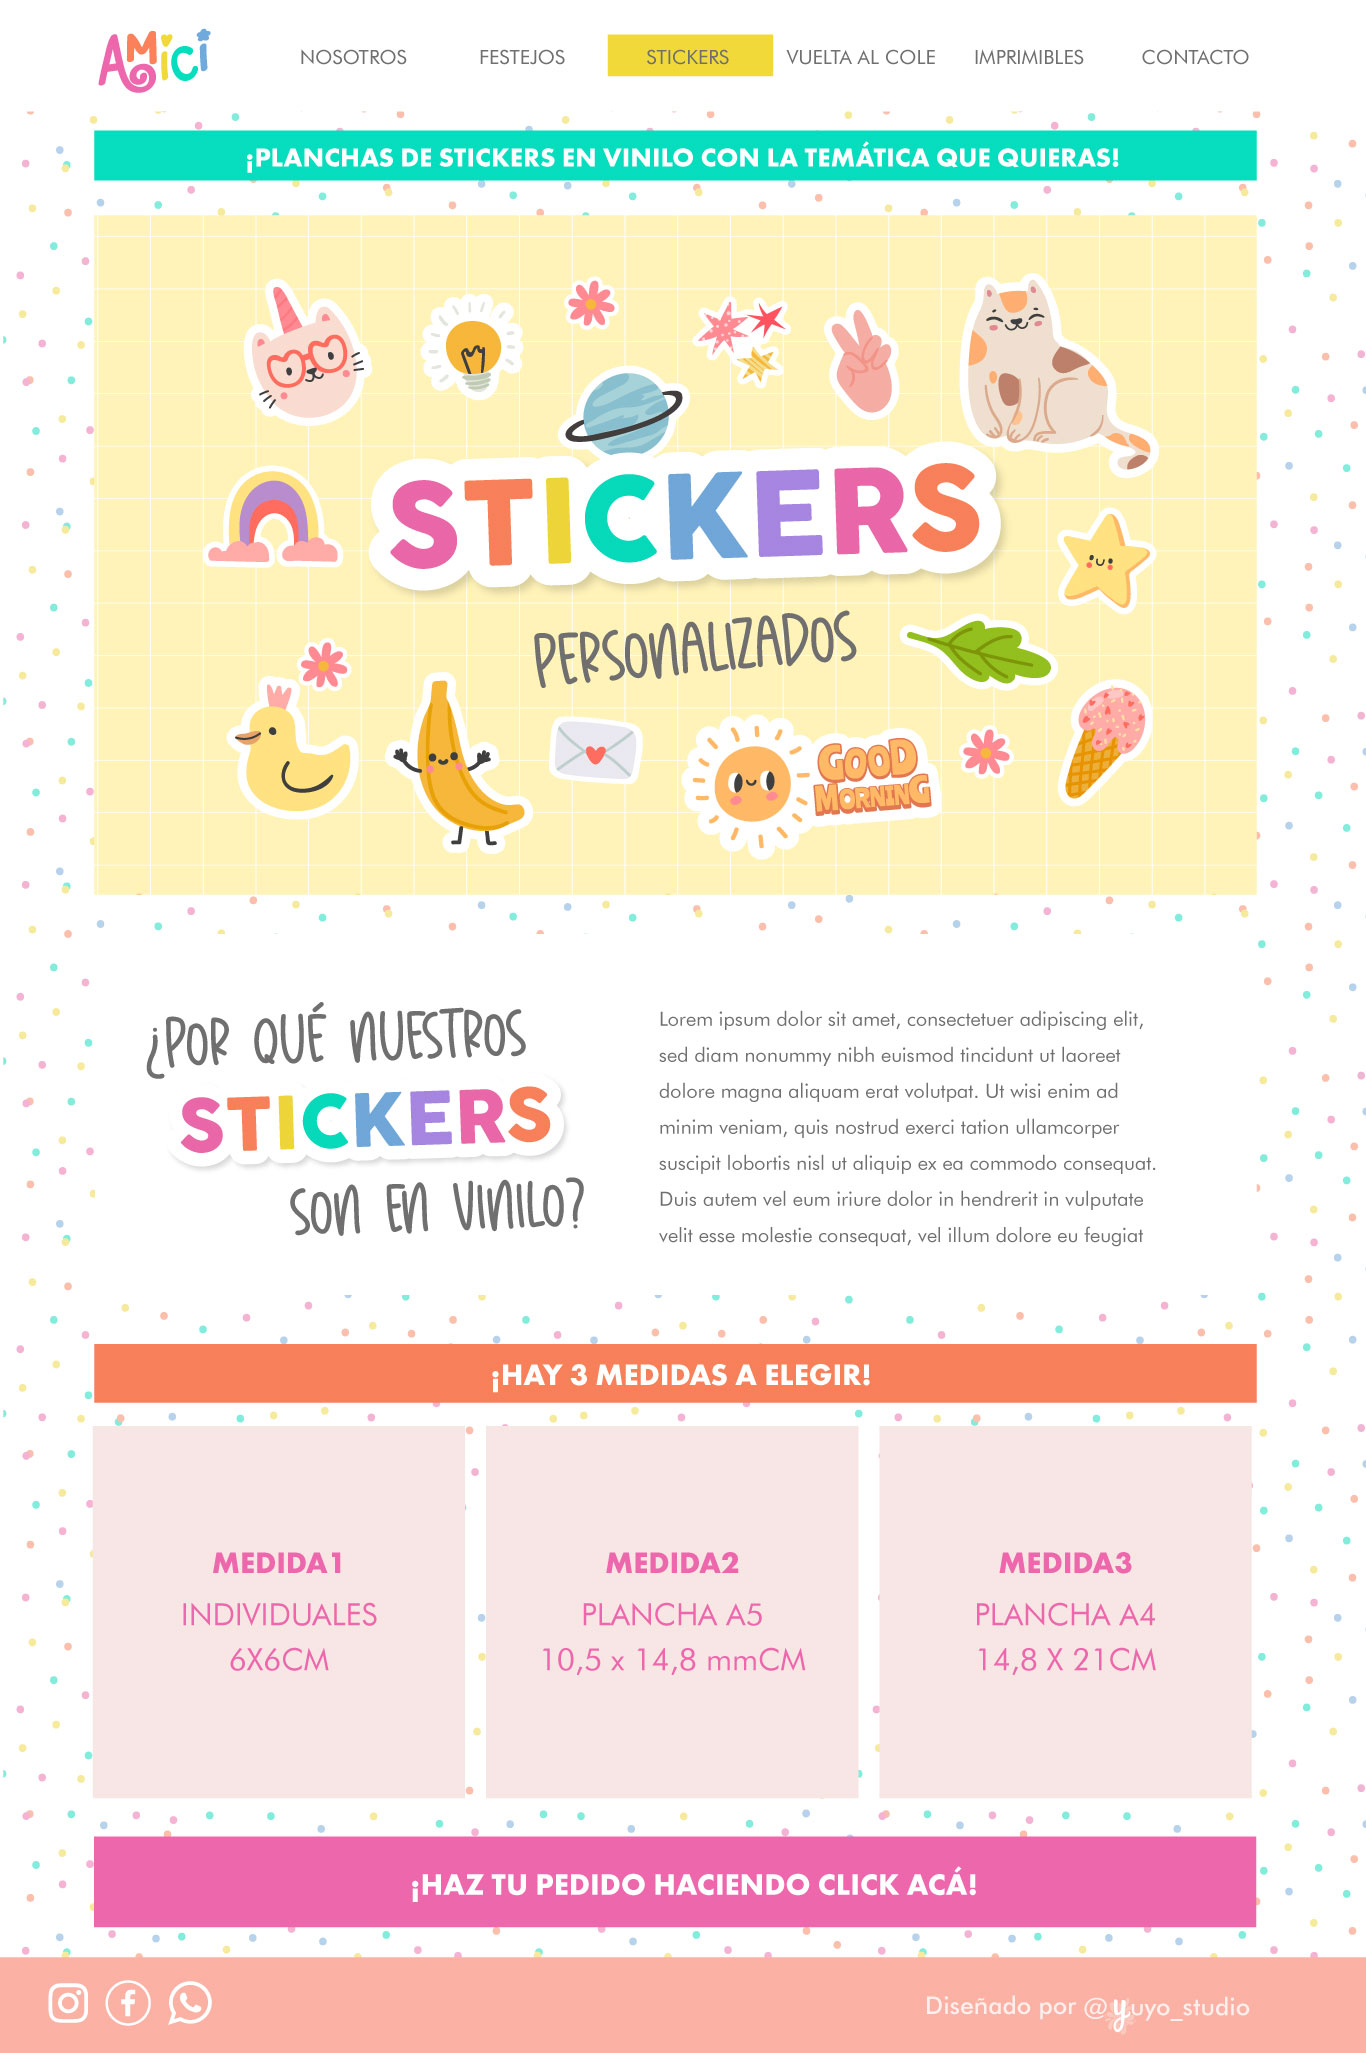 AMiCi
NOSOTROS
FESTEJOS
STICKERS
VUELTA AL COLE
IMPRIMIBLES
CONTACTO
¡PLANCHAS DE STICKERS EN VINILO CON LA TEMÁTICA QUE QUIERAS!
STICKERS
PERSONALIZADOS
GOOD
MORNING
¿POR QUÉ NUESTROS
STICKERS
SON EN VINILO?
Lorem ipsum dolor sit amet, consectetuer adipiscing elit,
sed diam nonummy nibh euismod tincidunt ut laoreet
dolore magna aliquam erat volutpat. Ut wisi enim ad
minim veniam, quis nostrud exerci tation ullamcorper
suscipit lobortis nisl ut aliquip ex ea commodo consequat.
Duis autem vel eum iriure dolor in hendrerit in vulputate
velit esse molestie consequat, vel illum dolore eu feugiat
¡HAY 3 MEDIDAS A ELEGIR!
MEDIDA1
INDIVIDUALES
6X6CM
MEDIDA2
PLANCHA A5
10,5 x 14,8 mmCM
MEDIDA3
PLANCHA A4
14,8 X 21CM
¡HAZ TU PEDIDO HACIENDO CLICK ACÁ!
Diseñado por @yuyo_studio